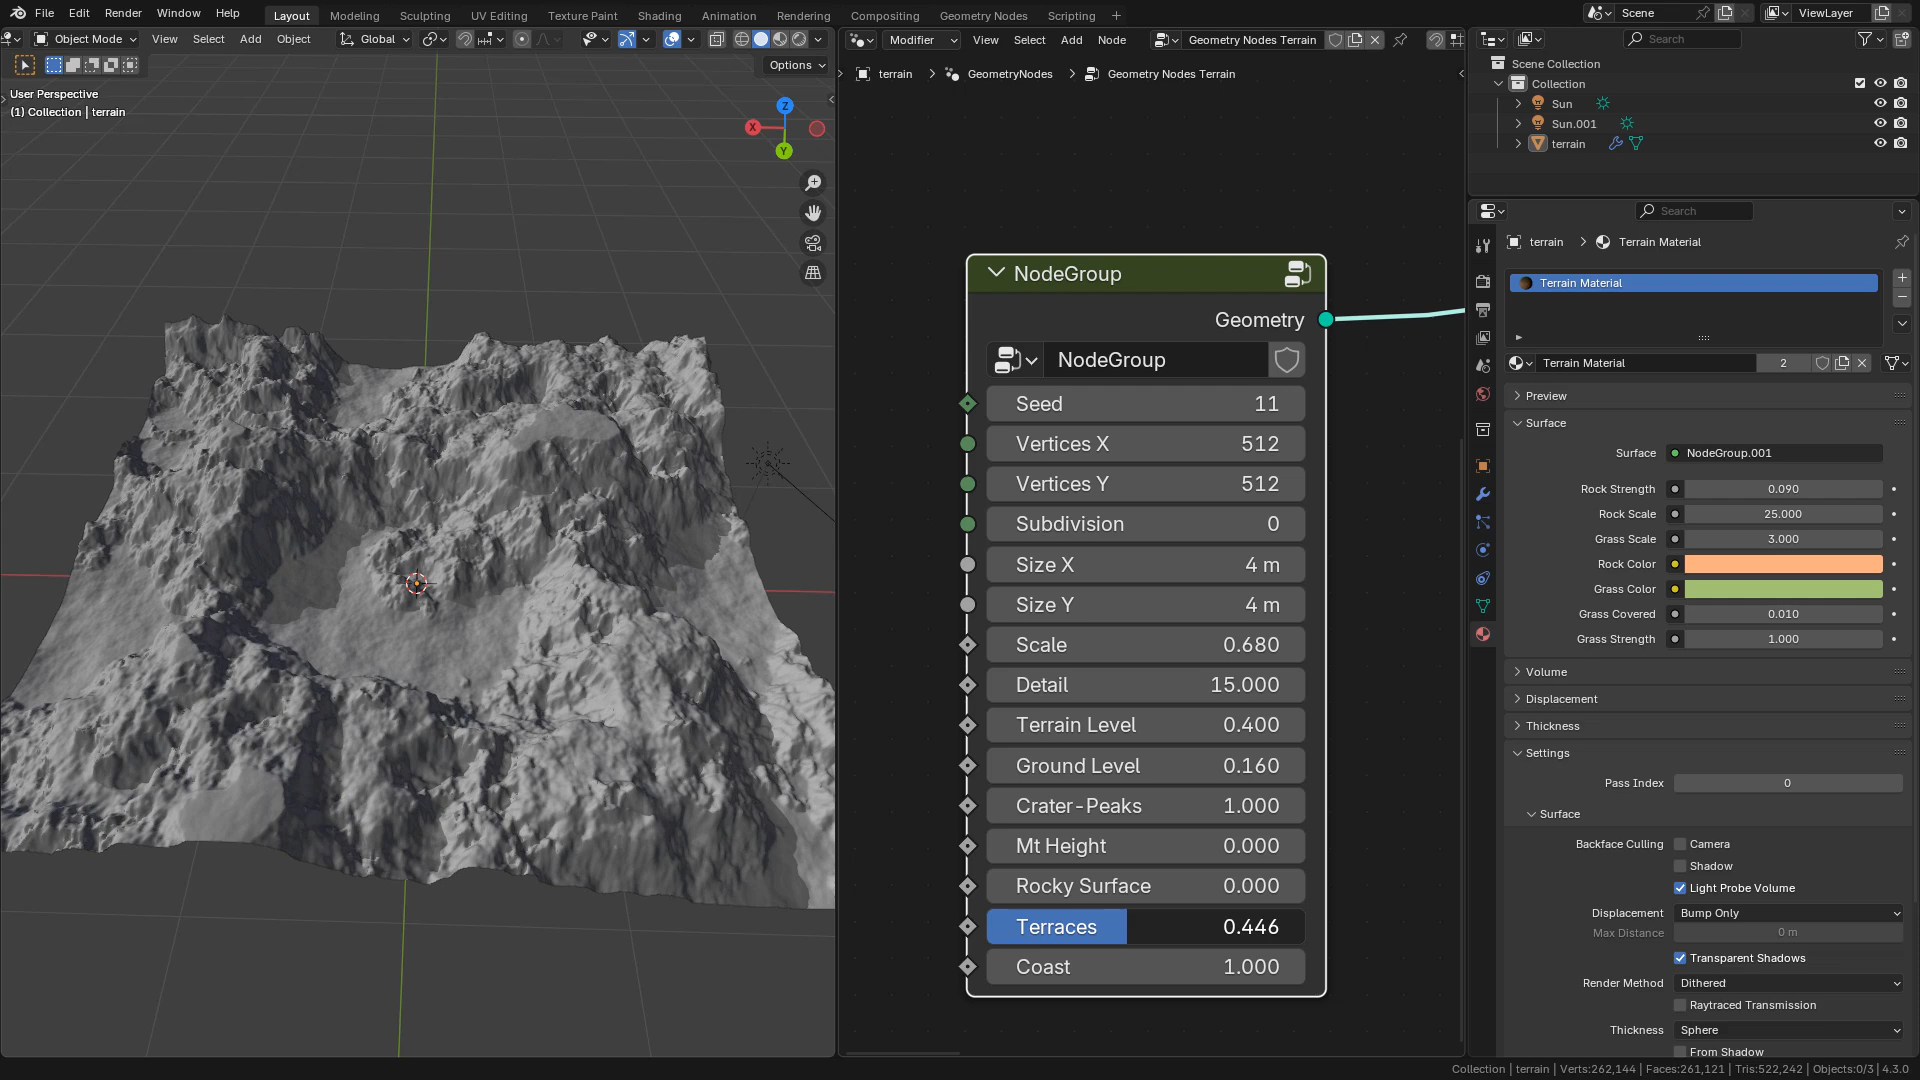 File Edit Render Window Help Layout Modeling Sculpting UV Editing Texture Paint Shading Animation Rendering Compositing Geometry Nodes Scripting + Scene ViewLayer
Object Mode View Select Add Object Global
Options
User Perspective
(1) Collection | terrain
Z
X
Y
Modifier View Select Add Node Geometry Nodes Terrain
terrain > GeometryNodes > Geometry Nodes Terrain
NodeGroup
Geometry
NodeGroup
Seed 11
Vertices X 512
Vertices Y 512
Subdivision 0
Size X 4 m
Size Y 4 m
Scale 0.680
Detail 15.000
Terrain Level 0.400
Ground Level 0.160
Crater-Peaks 1.000
Mt Height 0.000
Rocky Surface 0.000
Terraces 0.446
Coast 1.000
Search
Scene Collection
Collection
Sun
Sun.001
terrain
Search
terrain > Terrain Material
Terrain Material
Terrain Material 2
Preview
Surface
Surface NodeGroup.001
Rock Strength 0.090
Rock Scale 25.000
Grass Scale 3.000
Rock Color
Grass Color
Grass Covered 0.010
Grass Strength 1.000
Volume
Displacement
Thickness
Settings
Pass Index 0
Surface
Backface Culling Camera
Shadow
Light Probe Volume
Displacement Bump Only
Max Distance 0 m
Transparent Shadows
Render Method Dithered
Raytraced Transmission
Thickness Sphere
From Shadow
Collection | terrain | Verts:262,144 | Faces:261,121 | Tris:522,242 | Objects:0/3 | 4.3.0